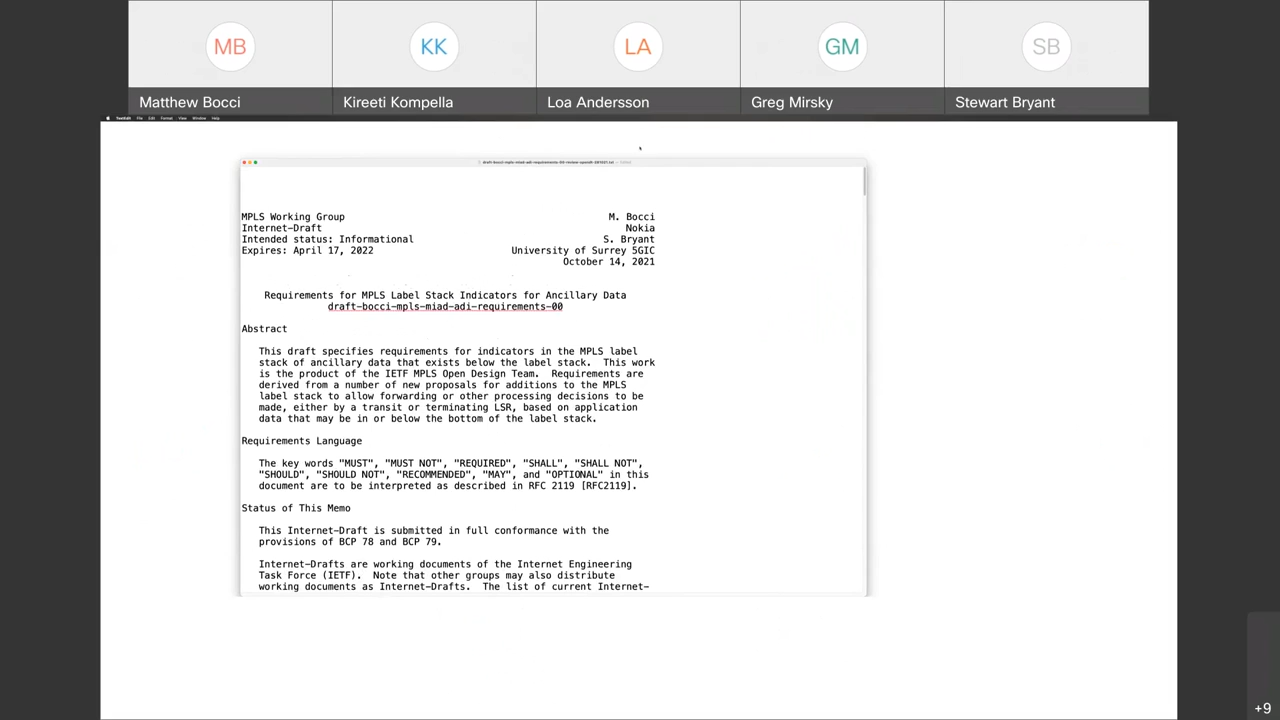 MB
KK
LA
GM
SB
Matthew Bocci
Kireeti Kompella
Loa Andersson
Greg Mirsky
Stewart Bryant
TextEdit File Edit Format View Window Help
MPLS Working Group M. Bocci
Internet-Draft Nokia
Intended status: Informational S. Bryant
Expires: April 17, 2022 University of Surrey 5GIC
October 14, 2021
Requirements for MPLS Label Stack Indicators for Ancillary Data
draft-bocci-mpls-miad-adi-requirements-00
Abstract
This draft specifies requirements for indicators in the MPLS label
stack of ancillary data that exists below the label stack. This work
is the product of the IETF MPLS Open Design Team. Requirements are
derived from a number of new proposals for additions to the MPLS
label stack to allow forwarding or other processing decisions to be
made, either by a transit or terminating LSR, based on application
data that may be in or below the bottom of the label stack.
Requirements Language
The key words "MUST", "MUST NOT", "REQUIRED", "SHALL", "SHALL NOT",
"SHOULD", "SHOULD NOT", "RECOMMENDED", "MAY", and "OPTIONAL" in this
document are to be interpreted as described in RFC 2119 [RFC2119].
Status of This Memo
This Internet-Draft is submitted in full conformance with the
provisions of BCP 78 and BCP 79.
Internet-Drafts are working documents of the Internet Engineering
Task Force (IETF). Note that other groups may also distribute
working documents as Internet-Drafts. The list of current Internet-
+9